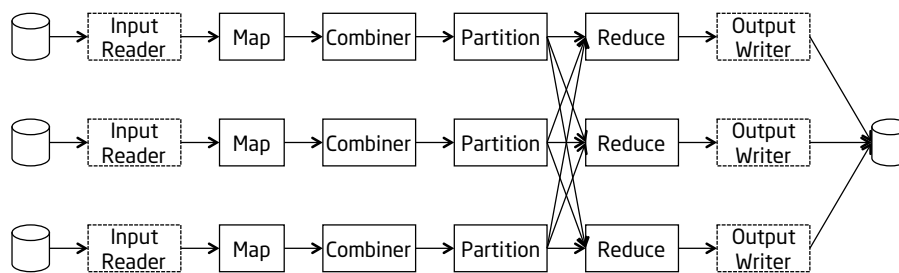 Input
Reader
Map
Combiner
Partition
Reduce
Output
Writer
Input
Reader
Map
Combiner
Partition
Reduce
Output
Writer
Input
Reader
Map
Combiner
Partition
Reduce
Output
Writer